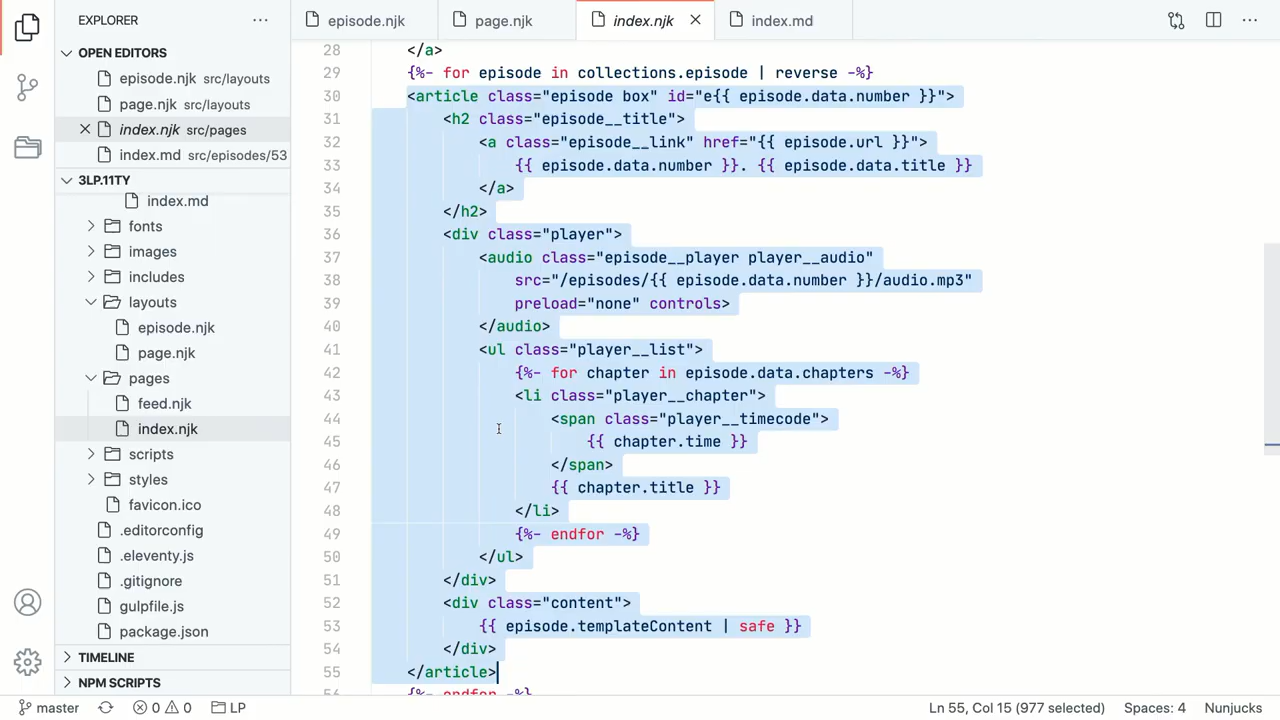 EXPLORER
OPEN EDITORS
episode.njk src/layouts
page.njk src/layouts
index.njk src/pages
index.md src/episodes/53
3LP.11TY
index.md
fonts
images
includes
layouts
episode.njk
page.njk
pages
feed.njk
index.njk
scripts
styles
favicon.ico
.editorconfig
.eleventy.js
.gitignore
gulpfile.js
package.json
TIMELINE
NPM SCRIPTS
episode.njk page.njk index.njk index.md
28 </a>
29 {%- for episode in collections.episode | reverse -%}
30 <article class="episode box" id="e{{ episode.data.number }}">
31 <h2 class="episode__title">
32 <a class="episode__link" href="{{ episode.url }}">
33 {{ episode.data.number }}. {{ episode.data.title }}
34 </a>
35 </h2>
36 <div class="player">
37 <audio class="episode__player player__audio"
38 src="/episodes/{{ episode.data.number }}/audio.mp3"
39 preload="none" controls>
40 </audio>
41 <ul class="player__list">
42 {%- for chapter in episode.data.chapters -%}
43 <li class="player__chapter">
44 <span class="player__timecode">
45 {{ chapter.time }}
46 </span>
47 {{ chapter.title }}
48 </li>
49 {%- endfor -%}
50 </ul>
51 </div>
52 <div class="content">
53 {{ episode.templateContent | safe }}
54 </div>
55 </article>
56 {%- endfor -%}
master 0 0 LP Ln 55, Col 15 (977 selected) Spaces: 4 Nunjucks